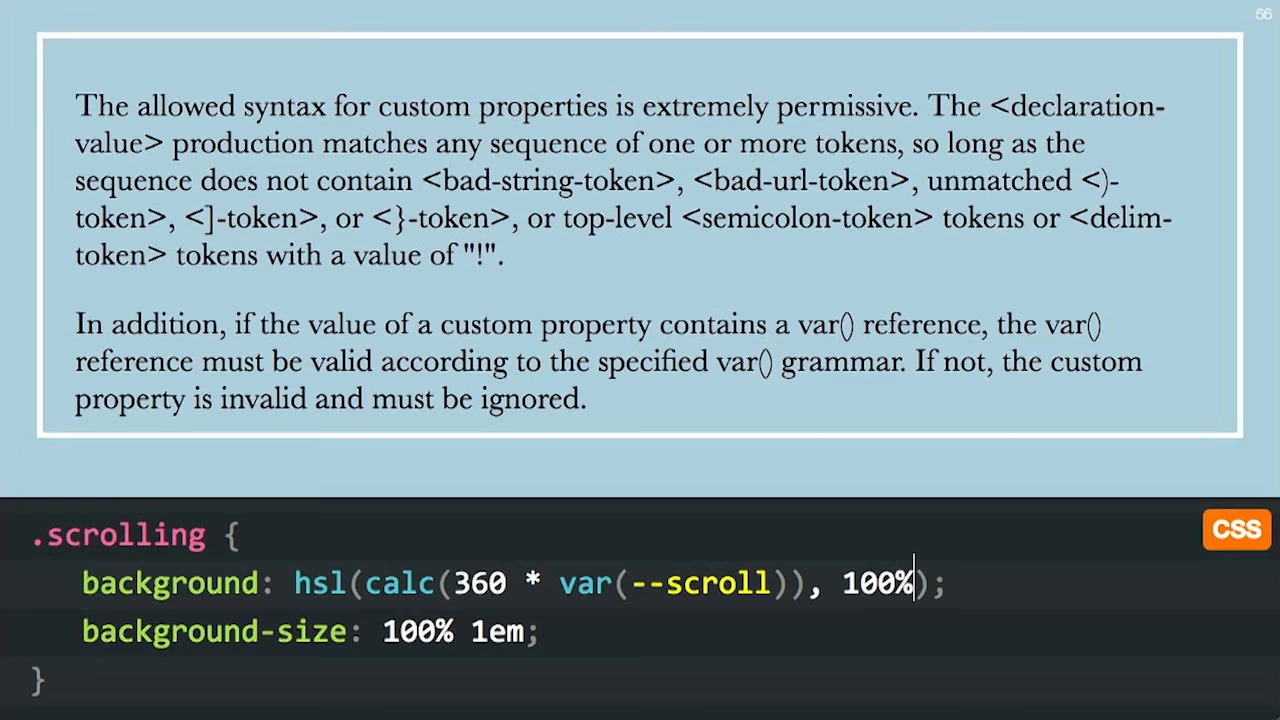 66
The allowed syntax for custom properties is extremely permissive. The <declaration-
value> production matches any sequence of one or more tokens, so long as the
sequence does not contain <bad-string-token>, <bad-url-token>, unmatched <)-
token>, <]-token>, or <}-token>, or top-level <semicolon-token> tokens or <delim-
token> tokens with a value of "!".
In addition, if the value of a custom property contains a var() reference, the var()
reference must be valid according to the specified var() grammar. If not, the custom
property is invalid and must be ignored.
CSS
.scrolling {
background: hsl(calc(360 * var(--scroll)), 100%);
background-size: 100% 1em;
}